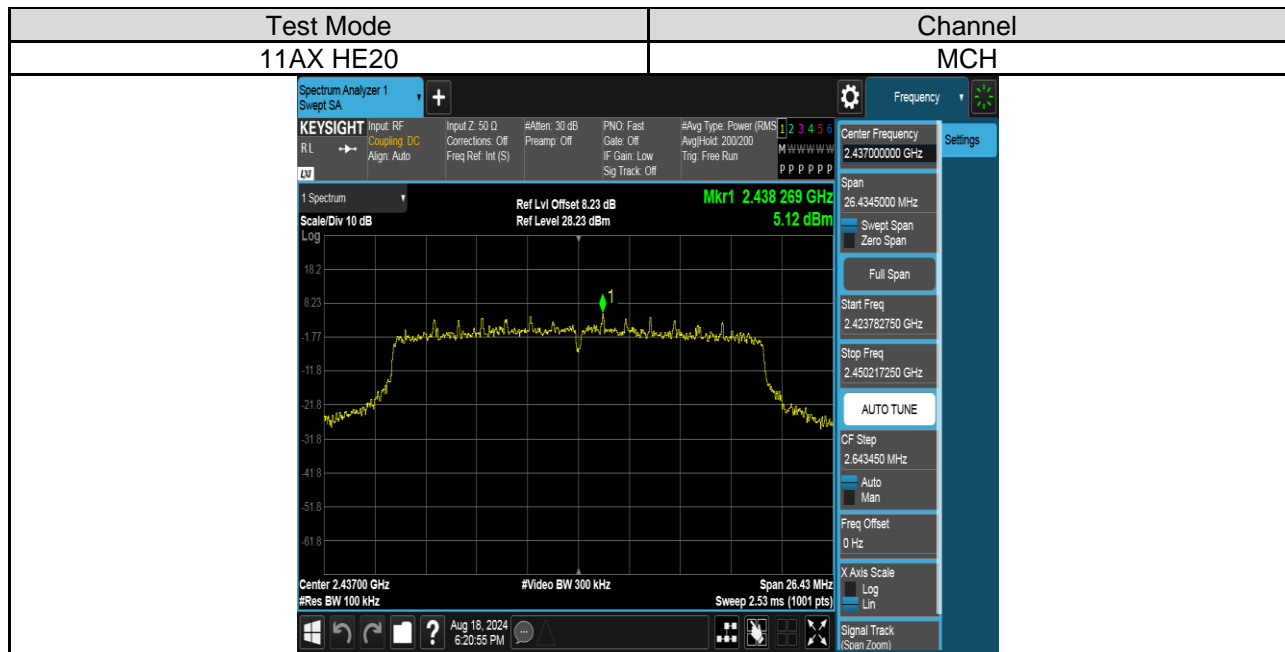 Test Mode
Channel
11AX HE20
MCH
Spectrum Analyzer 1
Swept SA
+
Frequency
KEYSIGHT
RL
LXI
Input: RF
Coupling: DC
Align: Auto
Input Z: 50 Ω
Corrections: Off
Freq Ref: Int (S)
#Atten: 30 dB
Preamp: Off
PNO: Fast
Gate: Off
IF Gain: Low
Sig Track: Off
#Avg Type: Power (RMS
Avg|Hold: 200/200
Trig: Free Run
1 2 3 4 5 6
M W W W W W
P P P P P P
1 Spectrum
Scale/Div 10 dB
Log
Ref Lvl Offset 8.23 dB
Ref Level 28.23 dBm
Mkr1 2.438 269 GHz
5.12 dBm
18.2
8.23
-1.77
-11.8
-21.8
-31.8
-41.8
-51.8
-61.8
1
Center 2.43700 GHz
#Res BW 100 kHz
#Video BW 300 kHz
Span 26.43 MHz
Sweep 2.53 ms (1001 pts)
Settings
Center Frequency
2.437000000 GHz
Span
26.4345000 MHz
Swept Span
Zero Span
Full Span
Start Freq
2.423782750 GHz
Stop Freq
2.450217250 GHz
AUTO TUNE
CF Step
2.643450 MHz
Auto
Man
Freq Offset
0 Hz
X Axis Scale
Log
Lin
Signal Track
(Span Zoom)
?
Aug 18, 2024
6:20:55 PM